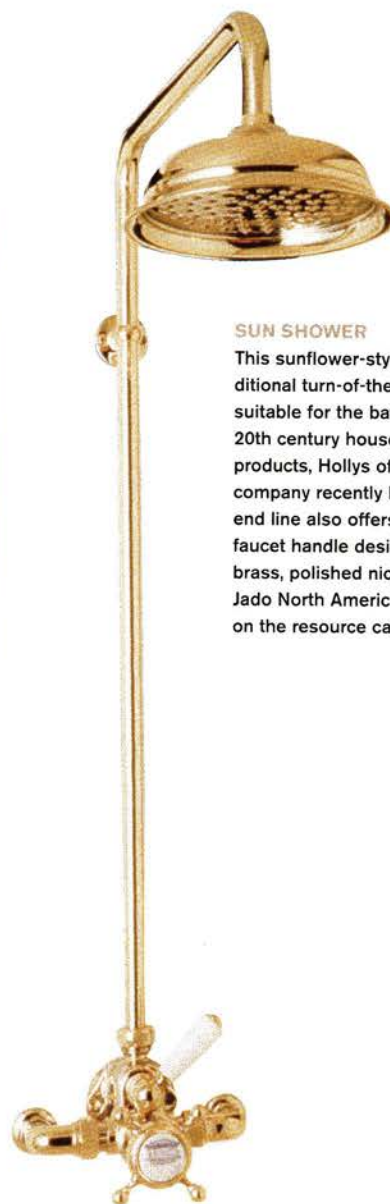 SUN SHOWER
This sunflower-sty
ditional turn-of-the
suitable for the ba
20th century house
products, Hollys of
company recently
end line also offers
faucet handle desi
brass, polished nic
Jado North Americ
on the resource ca